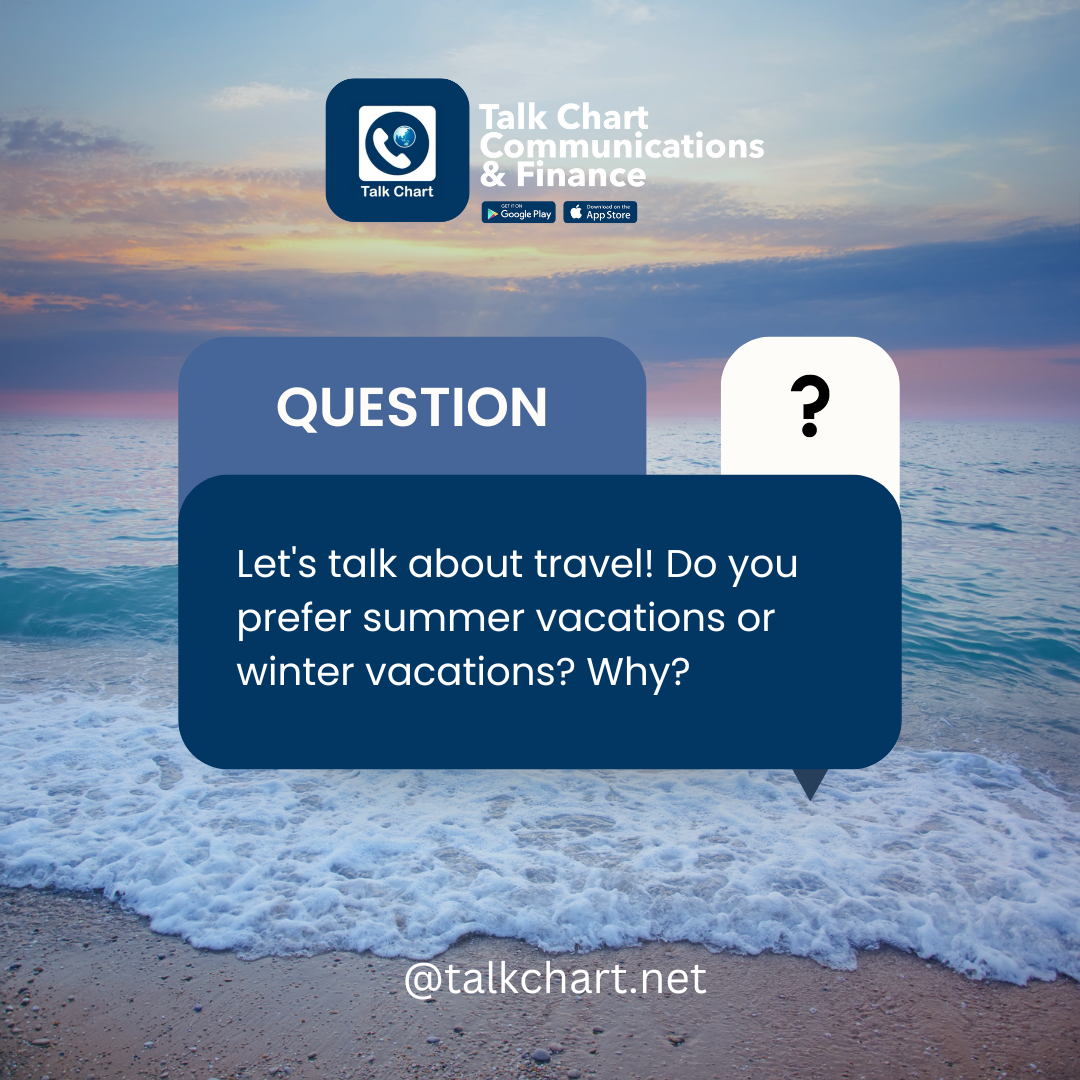 Talk Chart
Talk Chart
Communications
& Finance
GET IT ON
Google Play
Download on the
App Store
QUESTION
?
Let's talk about travel! Do you
prefer summer vacations or
winter vacations? Why?
@talkchart.net